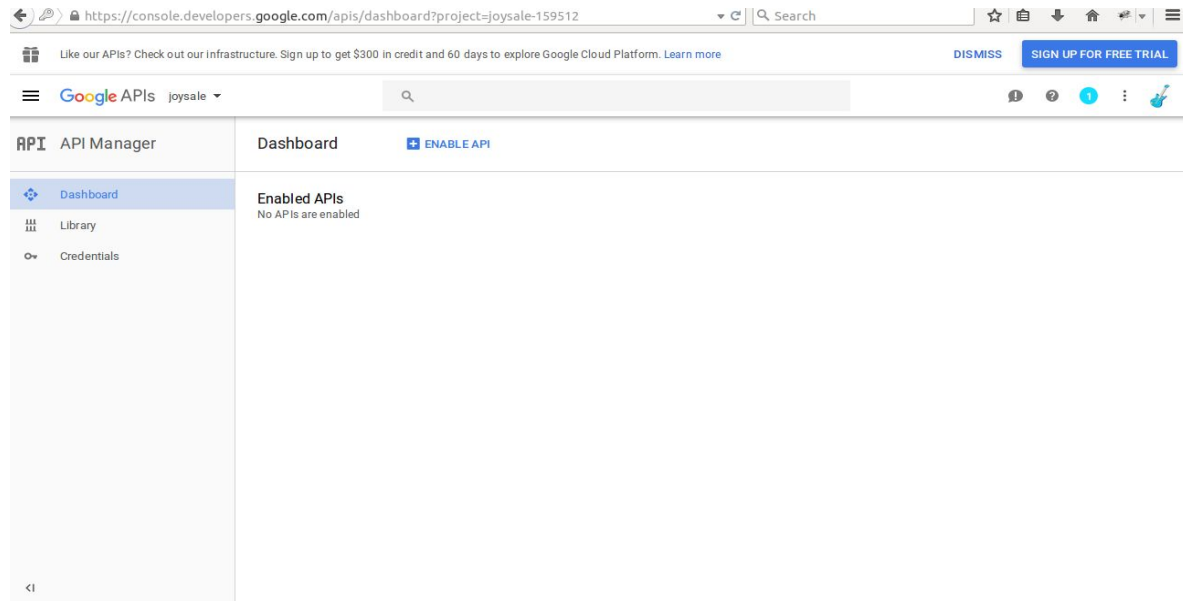 https://console.developers.google.com/apis/dashboard?project=joysale-159512
Search
Like our APIs? Check out our infrastructure. Sign up to get $300 in credit and 60 days to explore Google Cloud Platform. Learn more
DISMISS
SIGN UP FOR FREE TRIAL
Google APIs
joysale
1
API
API Manager
Dashboard
ENABLE API
Dashboard
Library
Credentials
Enabled APIs
No APIs are enabled